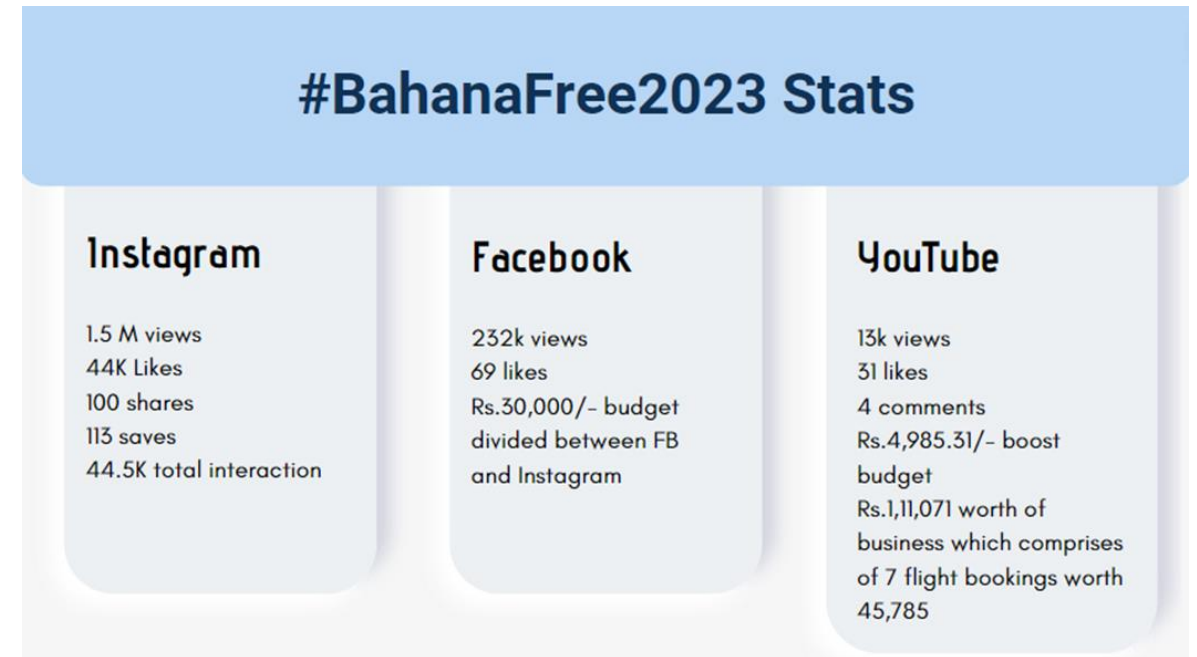 #BahanaFree2023 Stats
Instagram
1.5 M views
44K Likes
100 shares
113 saves
44.5K total interaction
Facebook
232k views
69 likes
Rs.30,000/- budget
divided between FB
and Instagram
YouTube
13k views
31 likes
4 comments
Rs.4,985.31/- boost
budget
Rs.1,11,071 worth of
business which comprises
of 7 flight bookings worth
45,785